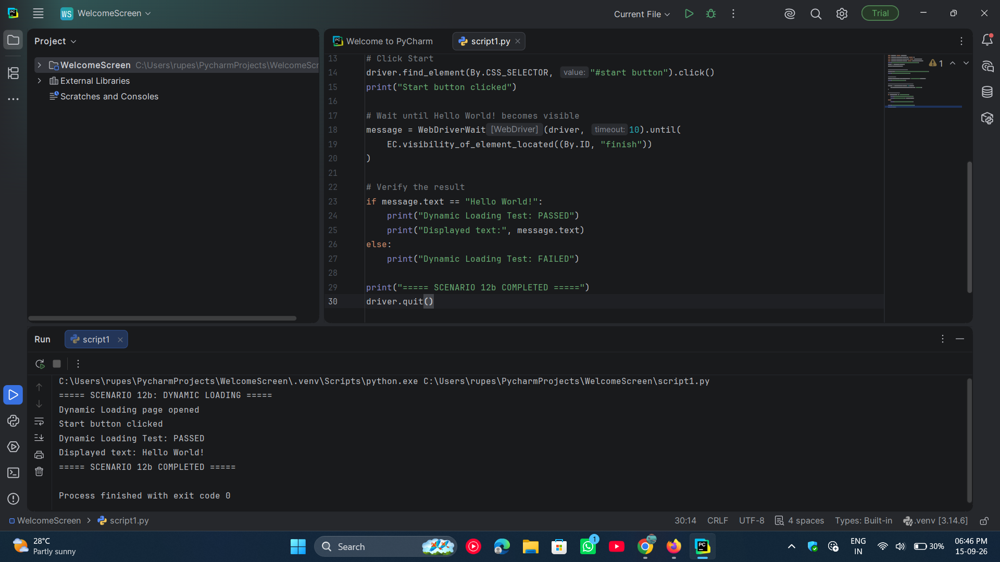 WS WelcomeScreen
Current File
Trial
Project
WelcomeScreen C:\Users\rupes\PycharmProjects\WelcomeScr
External Libraries
Scratches and Consoles
Welcome to PyCharm
script1.py
1
13 # Click Start
14 driver.find_element(By.CSS_SELECTOR, value: "#start button").click()
15 print("Start button clicked")
16
17 # Wait until Hello World! becomes visible
18 message = WebDriverWait [WebDriver] (driver, timeout: 10).until(
19 EC.visibility_of_element_located((By.ID, "finish"))
20 )
21
22 # Verify the result
23 if message.text == "Hello World!":
24 print("Dynamic Loading Test: PASSED")
25 print("Displayed text:", message.text)
26 else:
27 print("Dynamic Loading Test: FAILED")
28
29 print("===== SCENARIO 12b COMPLETED =====")
30 driver.quit()
Run script1
C:\Users\rupes\PycharmProjects\WelcomeScreen\.venv\Scripts\python.exe C:\Users\rupes\PycharmProjects\WelcomeScreen\script1.py
===== SCENARIO 12b: DYNAMIC LOADING =====
Dynamic Loading page opened
Start button clicked
Dynamic Loading Test: PASSED
Displayed text: Hello World!
===== SCENARIO 12b COMPLETED =====
Process finished with exit code 0
WelcomeScreen script1.py
30:14 CRLF UTF-8 4 spaces Types: Built-in .venv [3.14.6]
28°C
Partly sunny
Search
1
ENG
IN
30%
06:46 PM
15-09-26